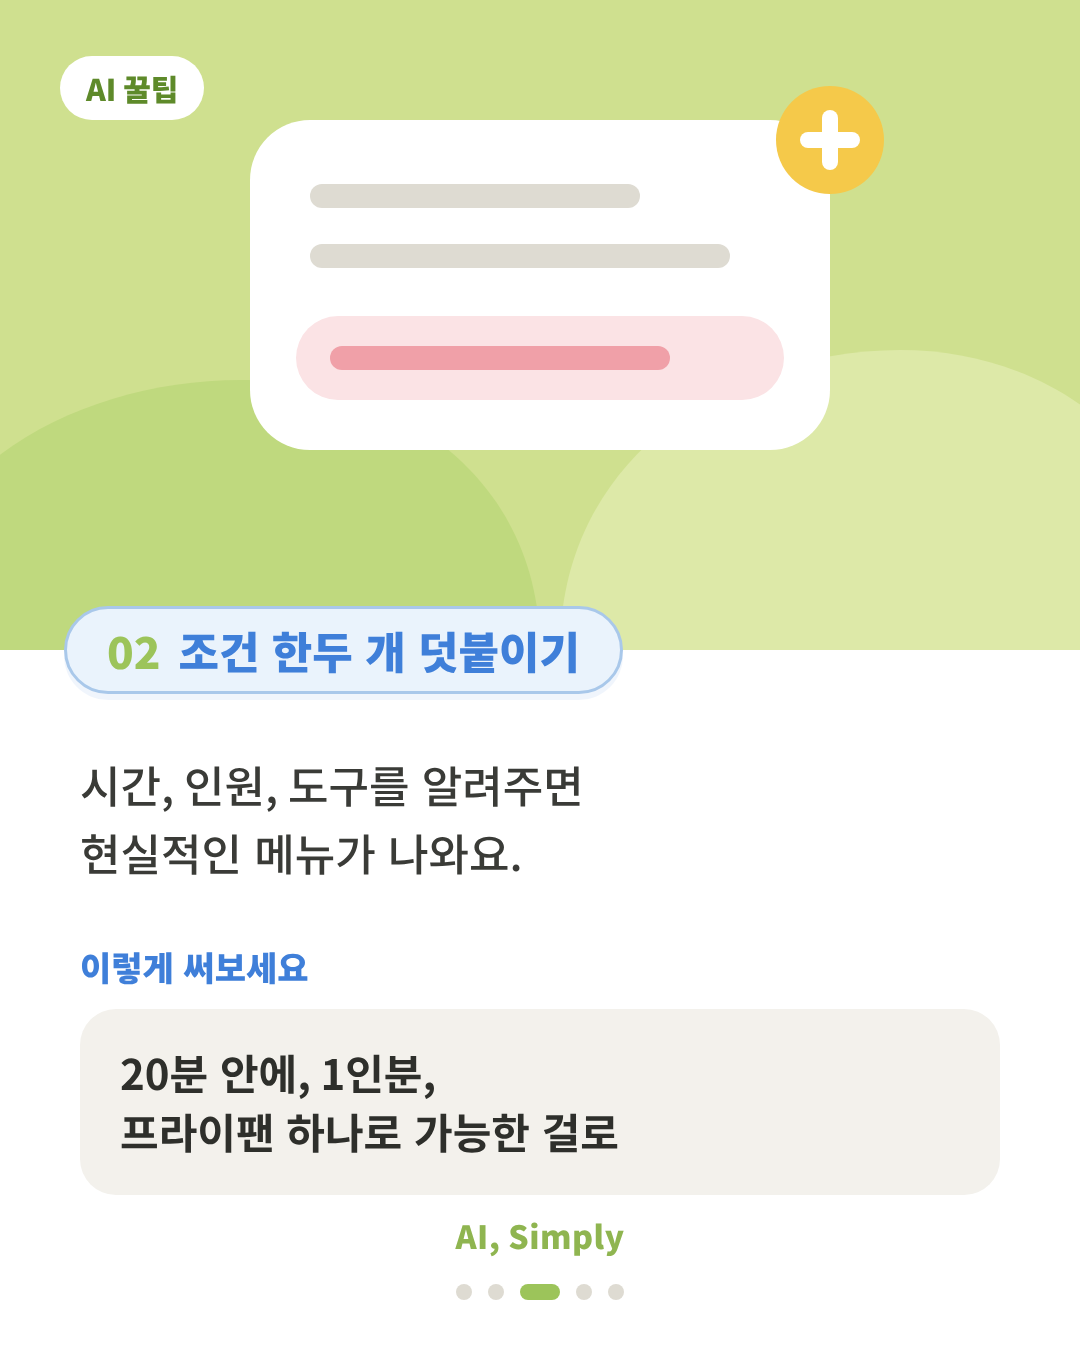 AI 꿀팁
02 조건 한두 개 덧붙이기
시간, 인원, 도구를 알려주면
현실적인 메뉴가 나와요.
이렇게 써보세요
20분 안에, 1인분,
프라이팬 하나로 가능한 걸로
AI, Simply